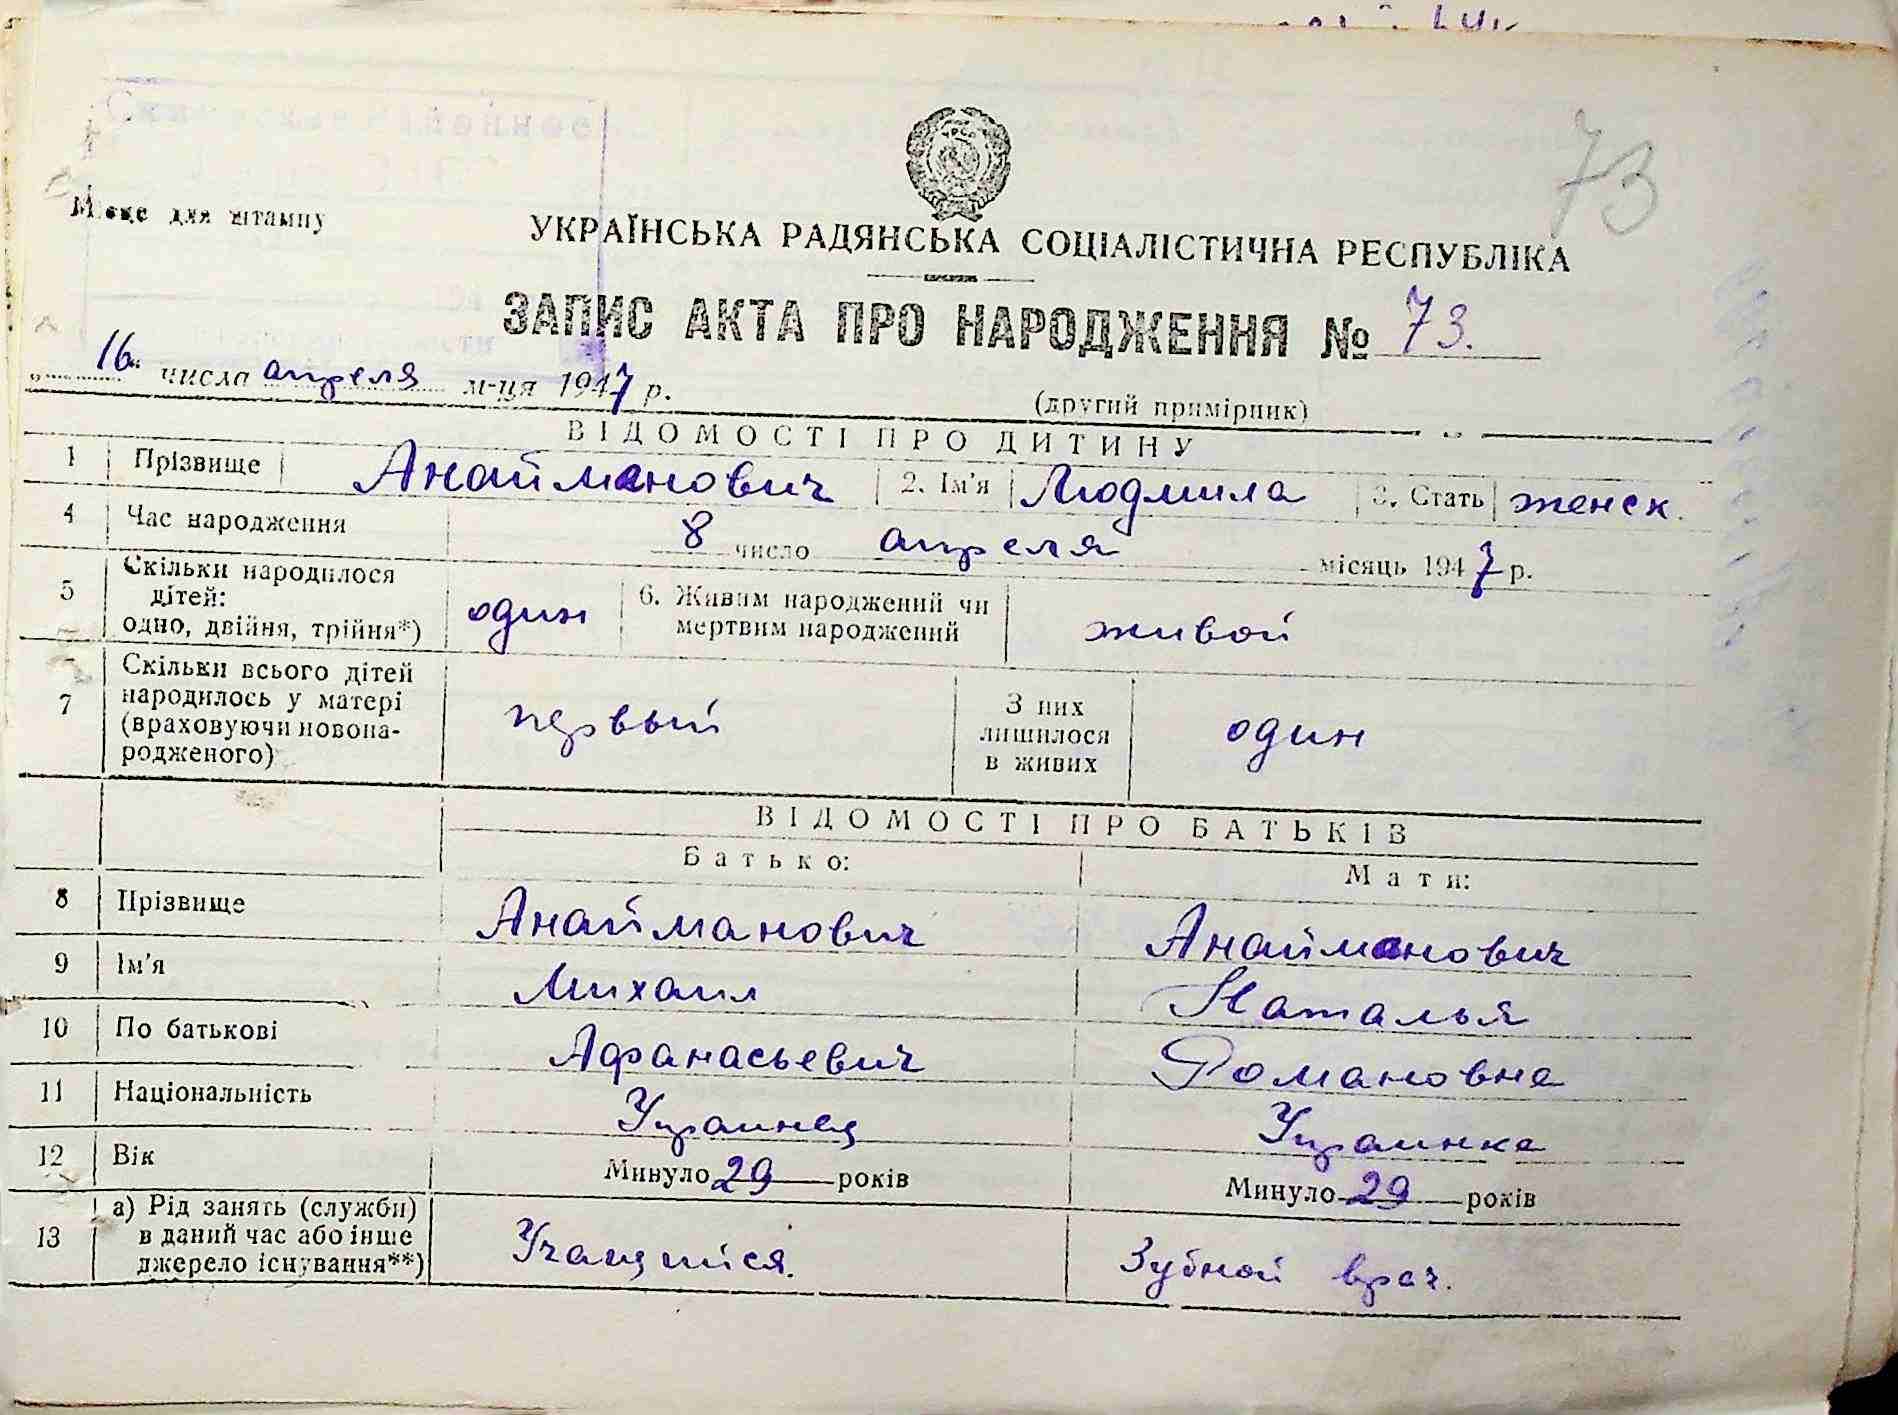 73
Місце для штампу
УКРАЇНСЬКА РАДЯНСЬКА СОЦІАЛІСТИЧНА РЕСПУБЛІКА
ЗАПИС АКТА ПРО НАРОДЖЕННЯ № 73.
„16" числа апреля м-ця 1947 р.
(другий примірник)
ВІДОМОСТІ ПРО ДИТИНУ
1 Прізвище Анайманович 2. Ім'я Людмила 3. Стать женск.
4 Час народження 8 число апреля місяць 1947 р.
5 Скільки народилося дітей: одно, двійня, трійня*) один 6. Живим народжений чи мертвим народжений живой
7 Скільки всього дітей народилось у матері (враховуючи новонародженого) первый З них лишилося в живих один
ВІДОМОСТІ ПРО БАТЬКІВ
Батько: Мати:
8 Прізвище Анайманович Анайманович
9 Ім'я Михаил Наталья
10 По батькові Афанасьевич Романовна
11 Національність Украинец Украинка
12 Вік Минуло 29 років Минуло 29 років
13 а) Рід занять (служби) в даний час або інше джерело існування**) Учащийся. Зубной врач.